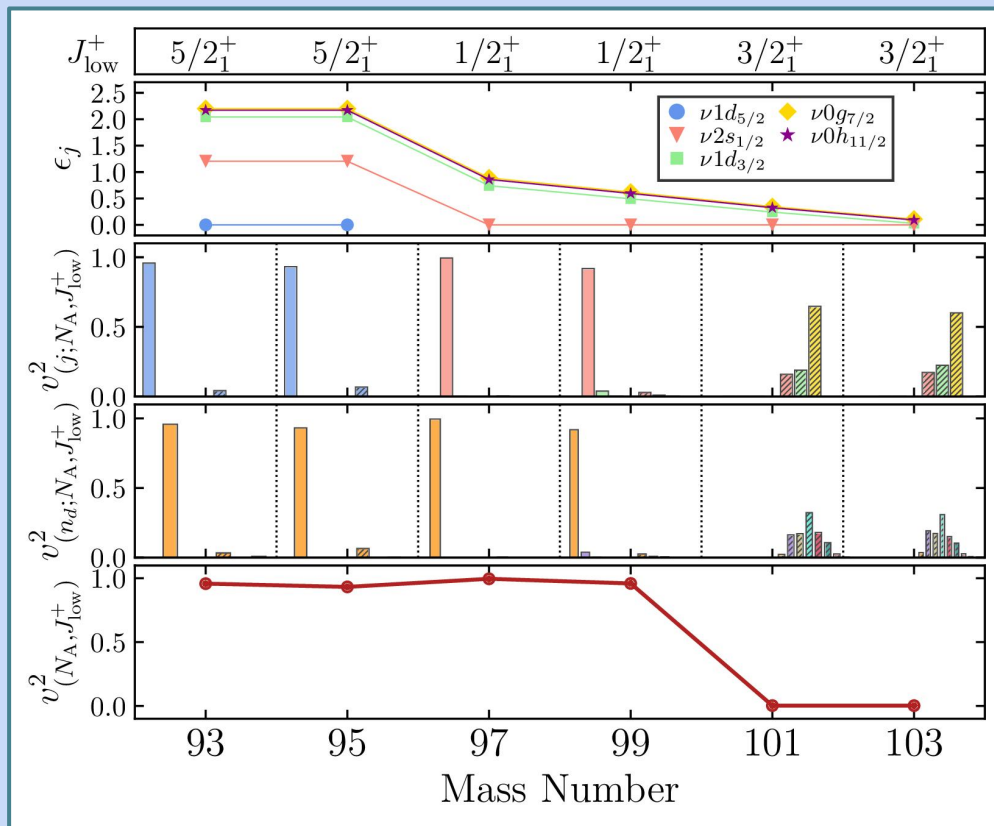 J⁺low 5/2⁺₁ 5/2⁺₁ 1/2⁺₁ 1/2⁺₁ 3/2⁺₁ 3/2⁺₁
ϵj
2.5
2.0
1.5
1.0
0.5
0.0
ν1d5/2 ν0g7/2
ν2s1/2 ν0h11/2
ν1d3/2
v²(j;NA,J⁺low)
1.0
0.5
0.0
v²(nd;NA,J⁺low)
1.0
0.5
0.0
v²(NA,J⁺low)
1.0
0.5
0.0
93 95 97 99 101 103
Mass Number